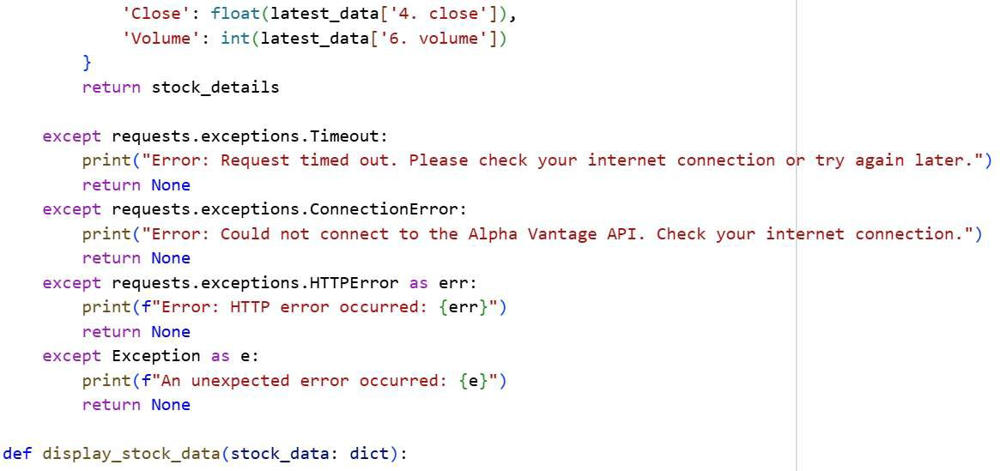 'Close': float(latest_data['4. close']),
'Volume': int(latest_data['6. volume'])
}
return stock_details
except requests.exceptions.Timeout:
print("Error: Request timed out. Please check your internet connection or try again later.")
return None
except requests.exceptions.ConnectionError:
print("Error: Could not connect to the Alpha Vantage API. Check your internet connection.")
return None
except requests.exceptions.HTTPError as err:
print(f"Error: HTTP error occurred: {err}")
return None
except Exception as e:
print(f"An unexpected error occurred: {e}")
return None
def display_stock_data(stock_data: dict):